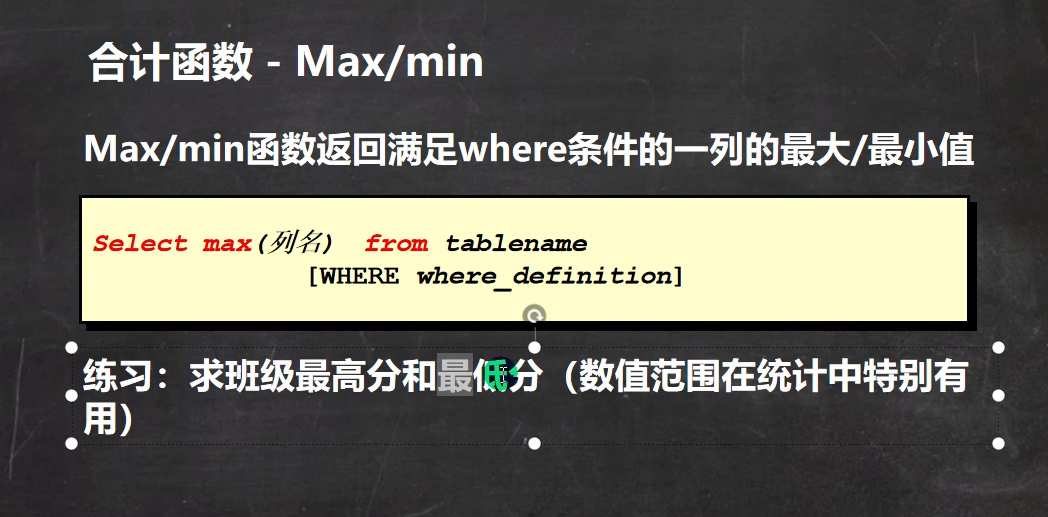 合计函数 - Max/min
Max/min函数返回满足where条件的一列的最大/最小值
Select max(列名) from tablename
[WHERE where_definition]
练习：求班级最高分和最低分（数值范围在统计中特别有
用）